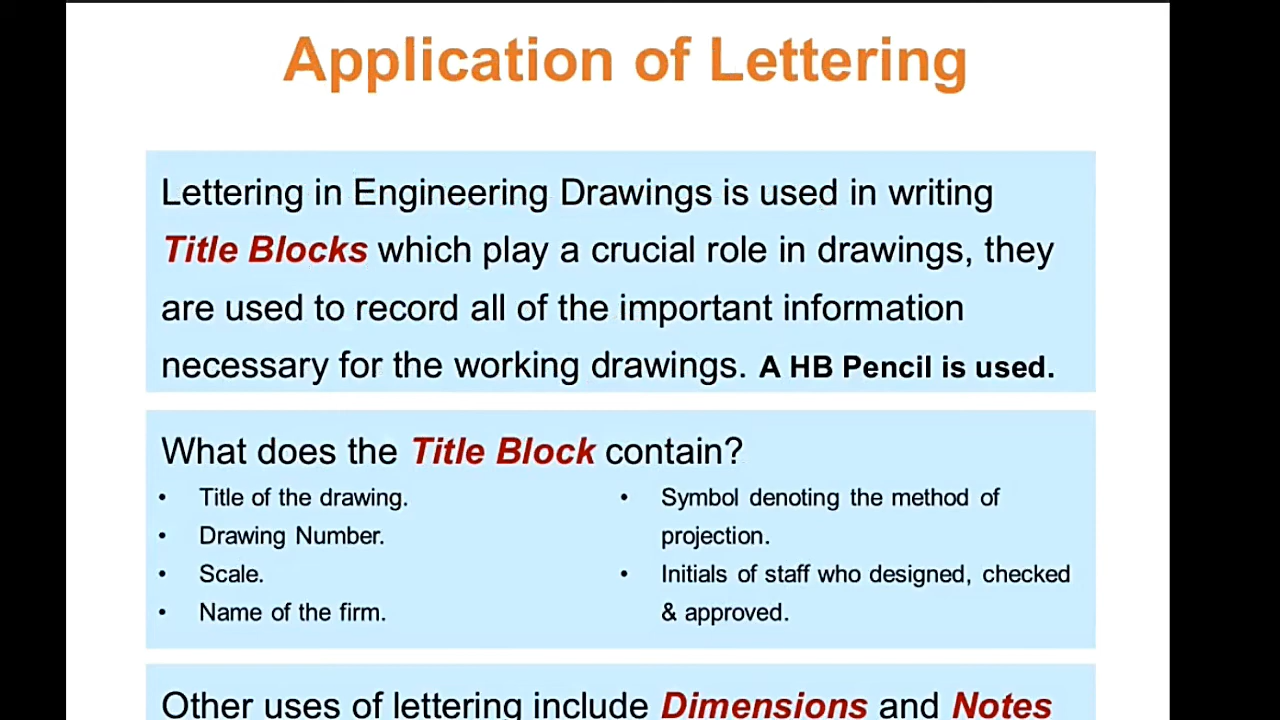 Application of Lettering
Lettering in Engineering Drawings is used in writing
Title Blocks which play a crucial role in drawings, they
are used to record all of the important information
necessary for the working drawings. A HB Pencil is used.
What does the Title Block contain?
• Title of the drawing.
• Drawing Number.
• Scale.
• Name of the firm.
• Symbol denoting the method of
projection.
• Initials of staff who designed, checked
& approved.
Other uses of lettering include Dimensions and Notes